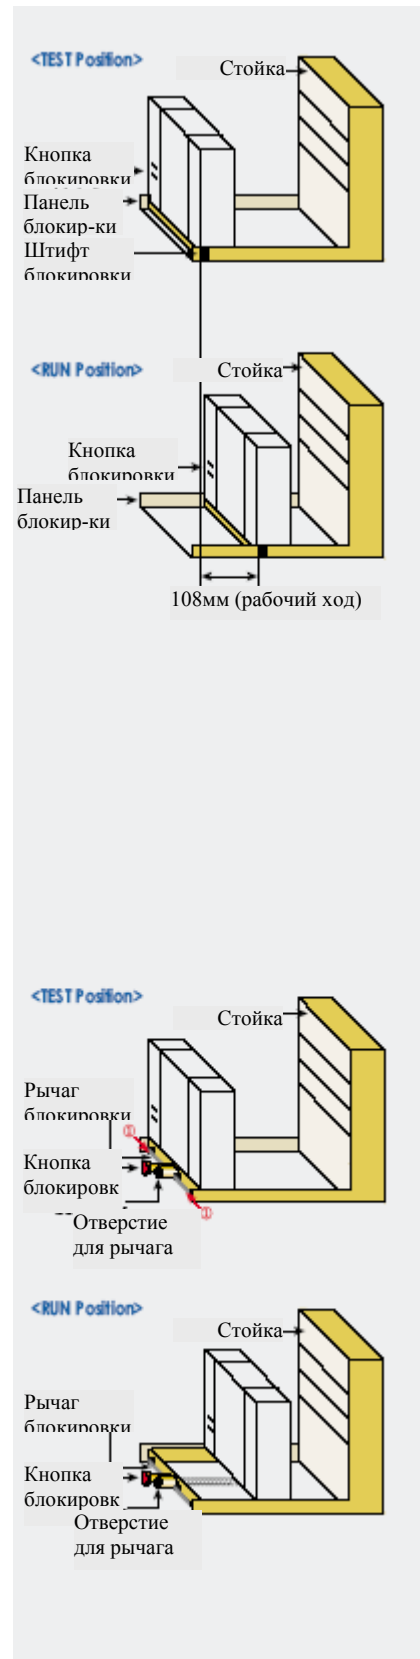 <TEST Position>
Стойка
Кнопка
блокировки
Панель
блокир-ки
Штифт
блокировки
<RUN Position>
Стойка
Кнопка
блокировки
Панель
блокир-ки
108мм (рабочий ход)
<TEST Position>
Стойка
Рычаг
блокировки
①
Кнопка
блокировк
①
Отверстие
для рычага
<RUN Position>
Стойка
Рычаг
блокировки
Кнопка
блокировк
Отверстие
для рычага